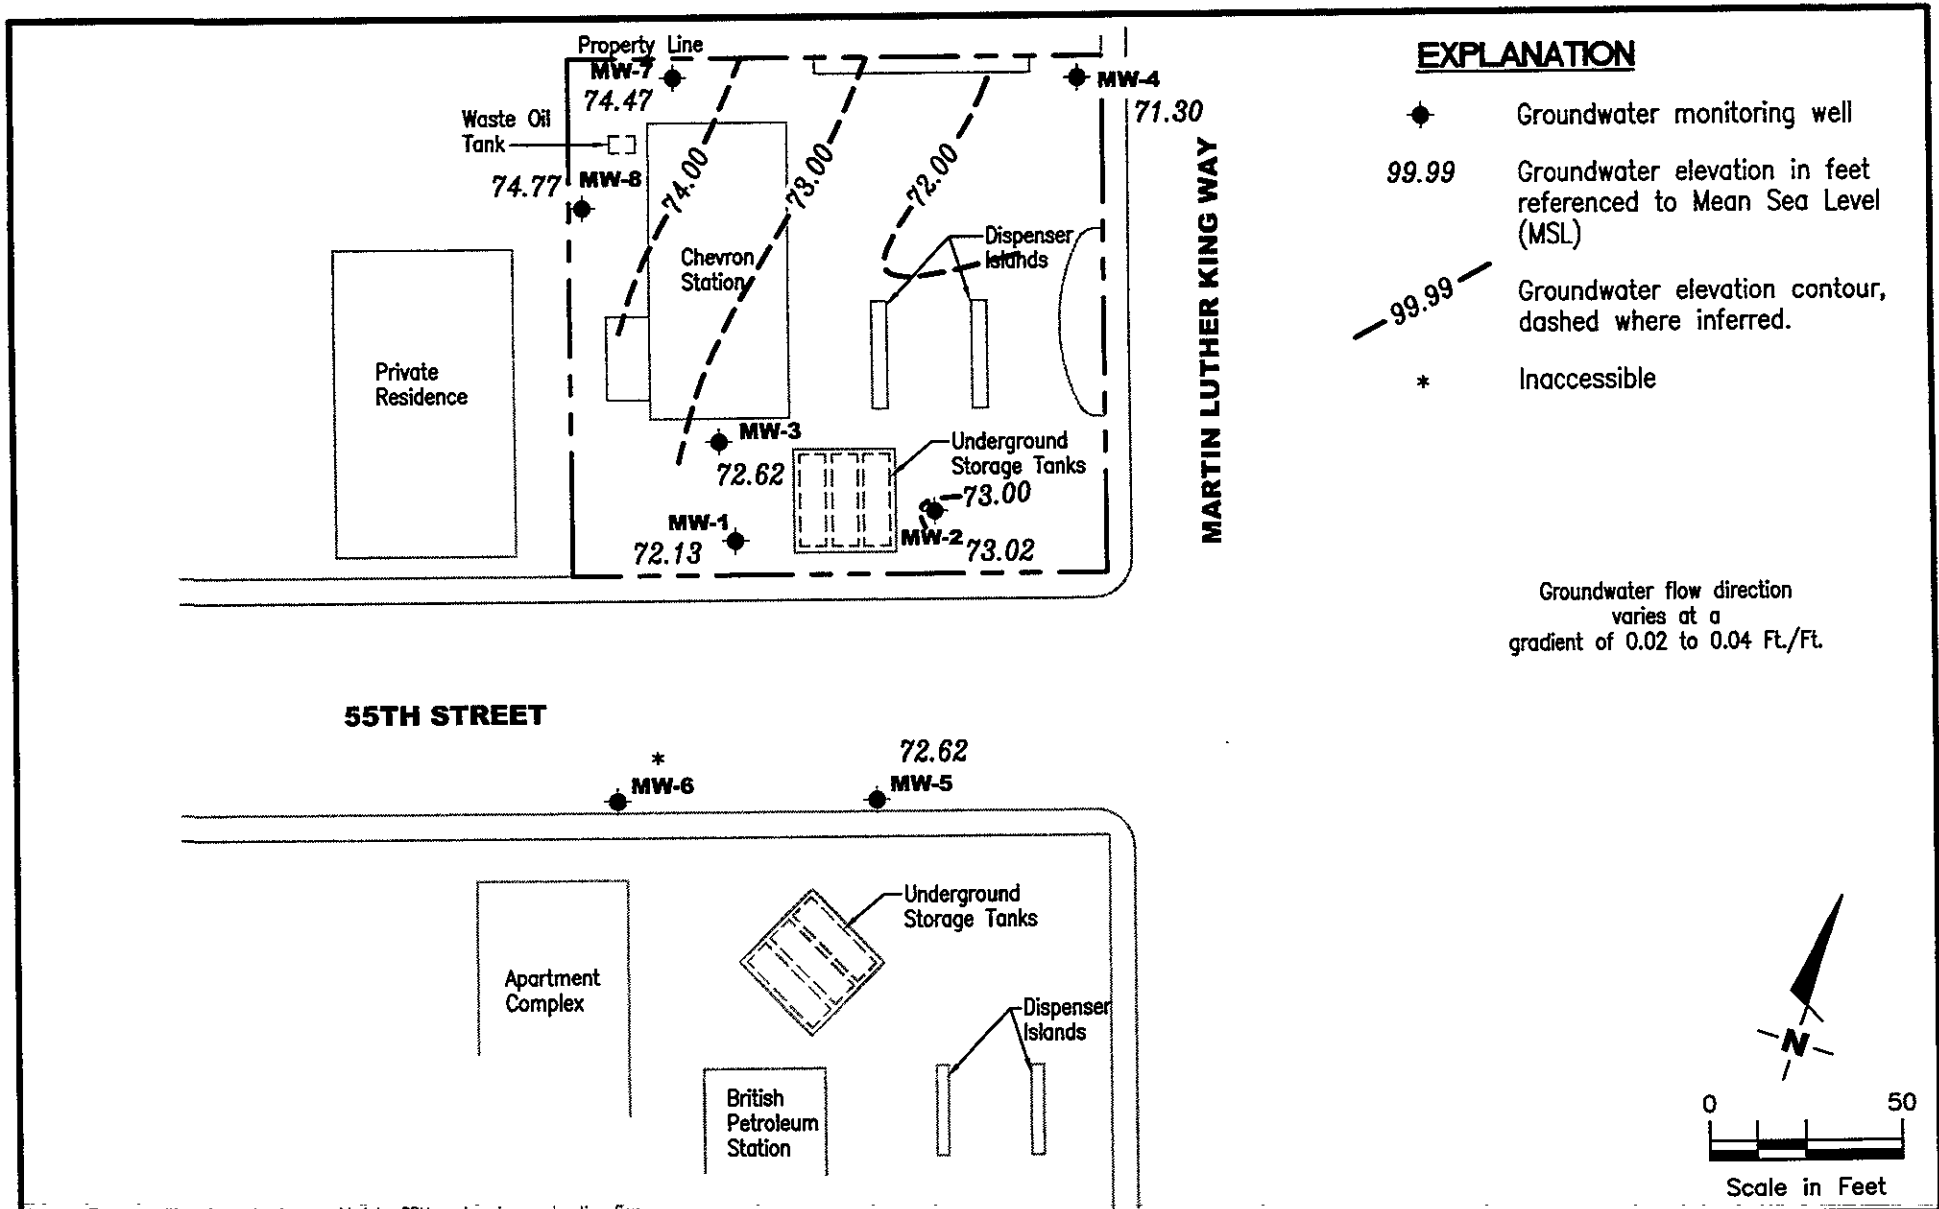 Property Line
MW-7
74.47
MW-4
71.30
Waste Oil
Tank
74.77
MW-8
74.00
73.00
72.00
Chevron
Station
Dispenser
Islands
Private
Residence
MW-3
72.62
Underground
Storage Tanks
73.00
MW-1
72.13
MW-2
73.02
MARTIN LUTHER KING WAY
55TH STREET
*
MW-6
72.62
MW-5
Underground
Storage Tanks
Apartment
Complex
Dispenser
Islands
British
Petroleum
Station
EXPLANATION
Groundwater monitoring well
99.99
Groundwater elevation in feet
referenced to Mean Sea Level
(MSL)
99.99
Groundwater elevation contour,
dashed where inferred.
*
Inaccessible
Groundwater flow direction
varies at a
gradient of 0.02 to 0.04 Ft./Ft.
N
0 50
Scale in Feet